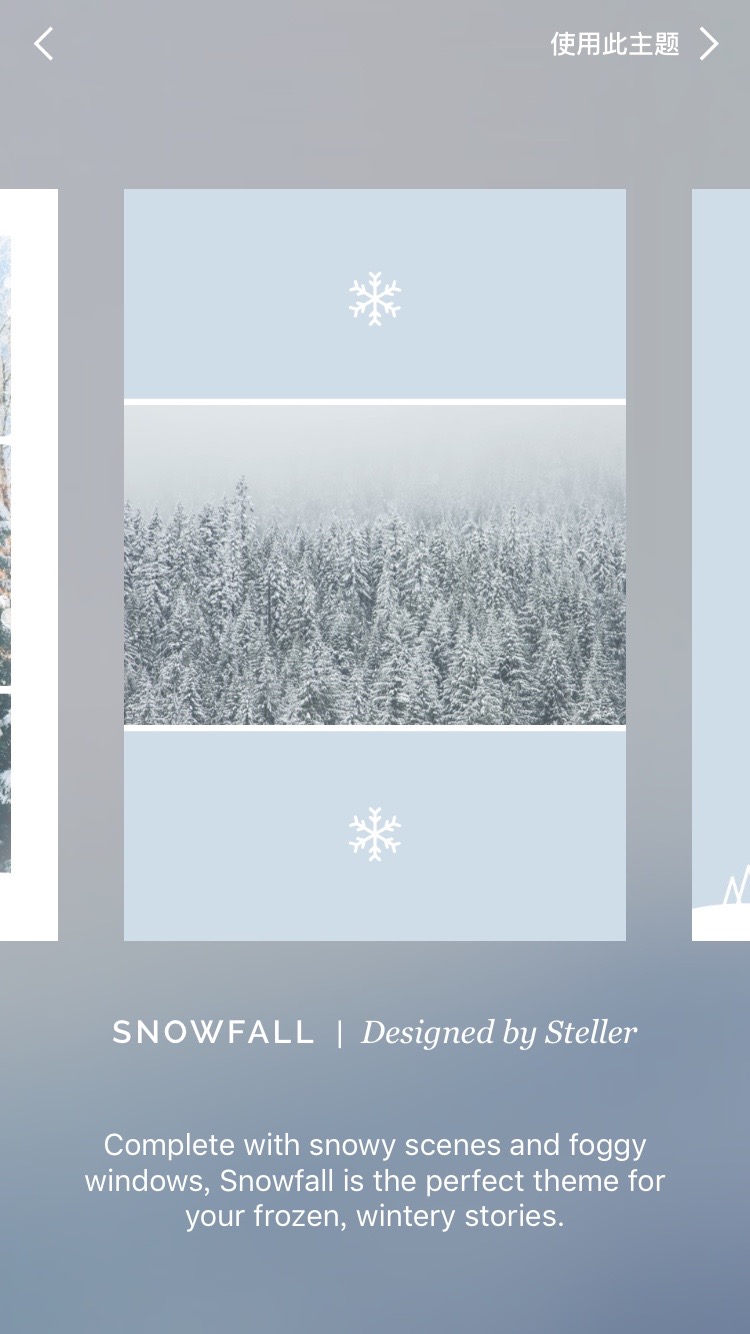 使用此主题
SNOWFALL | Designed by Steller
Complete with snowy scenes and foggy
windows, Snowfall is the perfect theme for
your frozen, wintery stories.